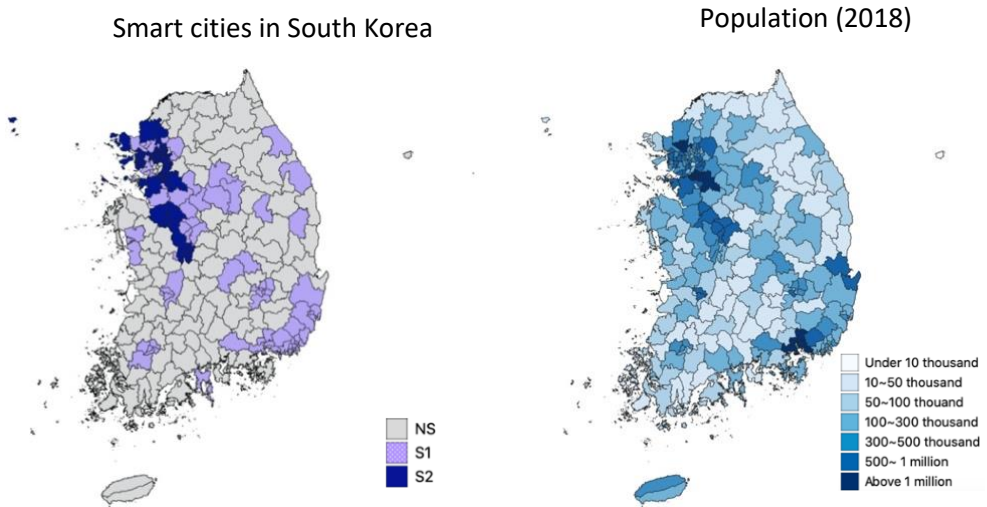 Smart cities in South Korea
Population (2018)
NS
S1
S2
Under 10 thousand
10~50 thousand
50~100 thouand
100~300 thousand
300~500 thousand
500~ 1 million
Above 1 million